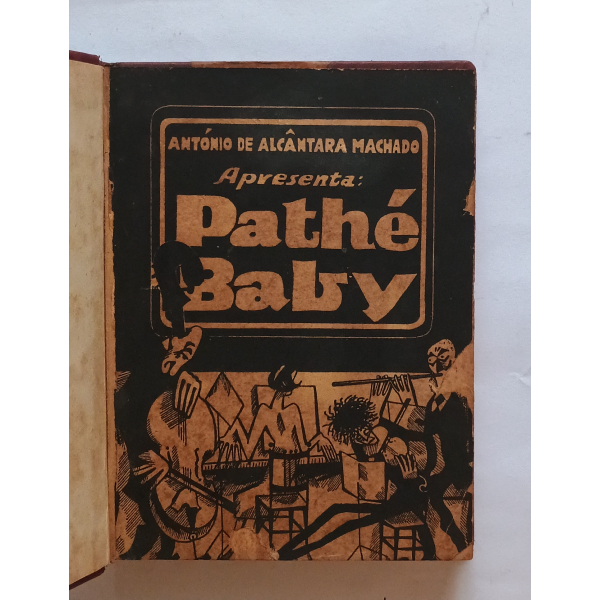 ANTÓNIO DE ALCÂNTARA MACHADO
Apresenta:
Pathé
Baby